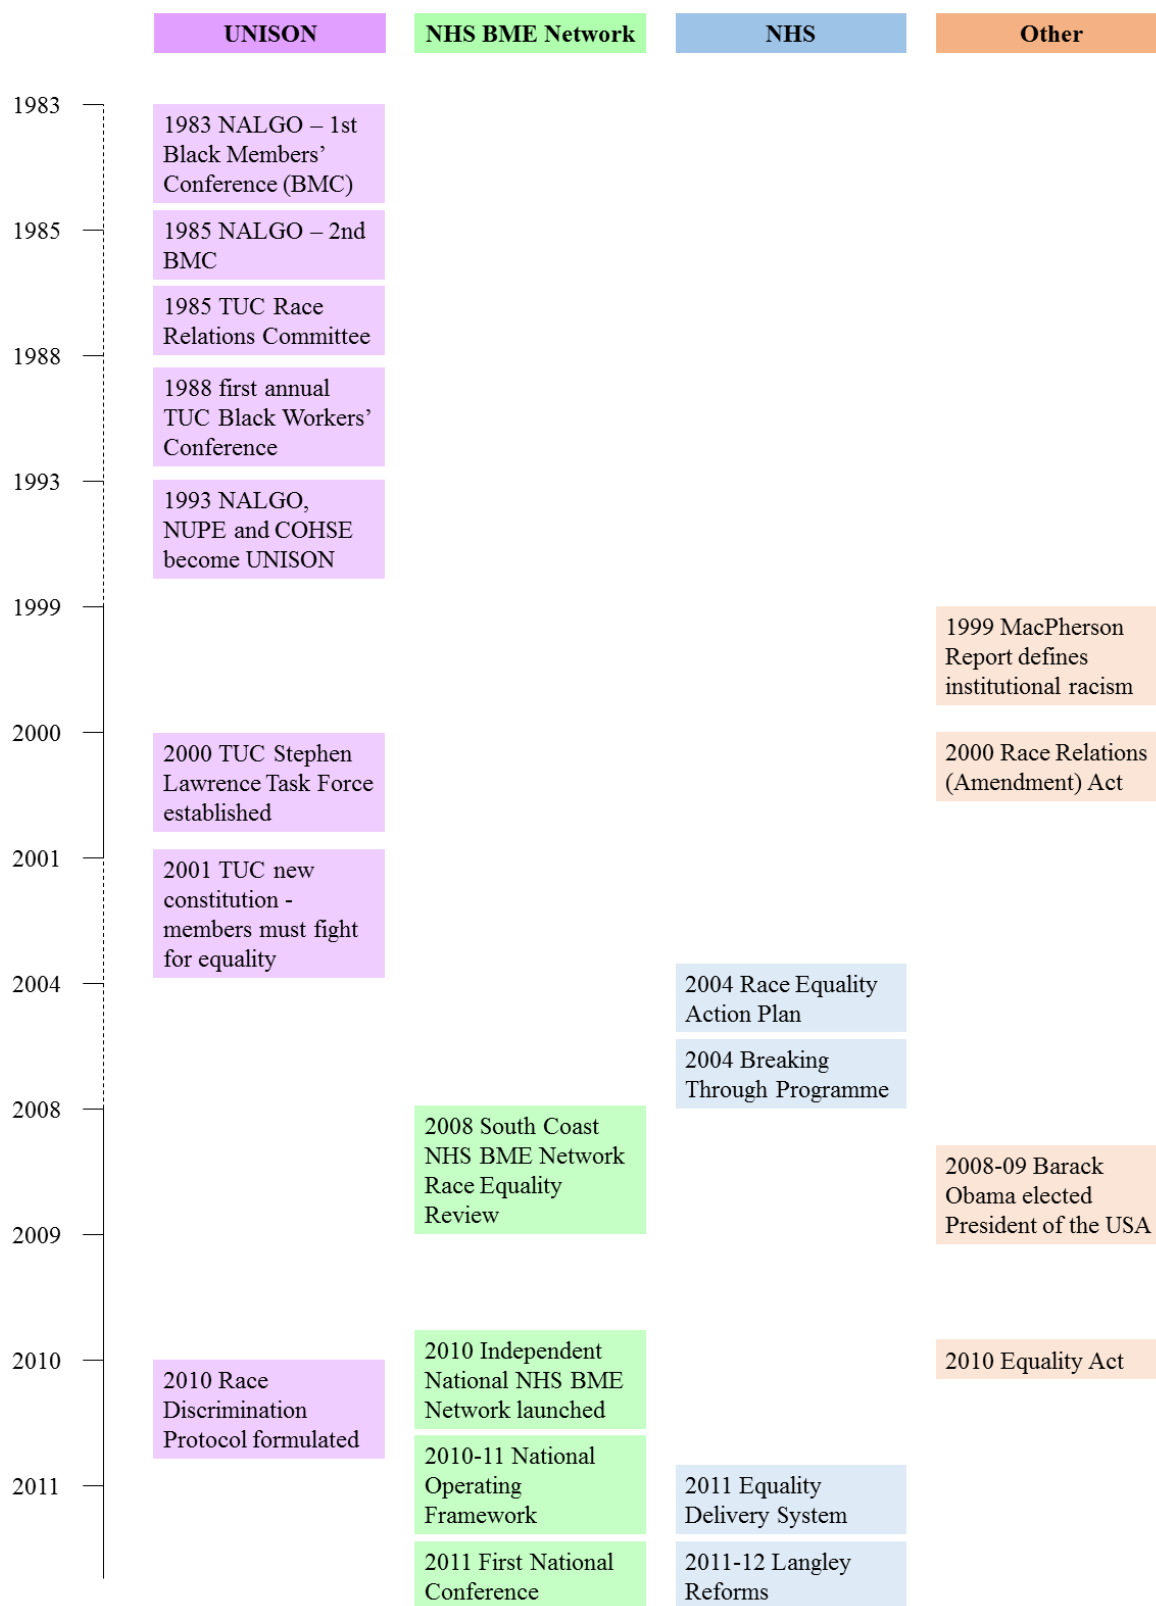 UNISON
NHS BME Network
NHS
Other
1983
1983 NALGO – 1st
Black Members’
Conference (BMC)
1985
1985 NALGO – 2nd
BMC
1985 TUC Race
Relations Committee
1988
1988 first annual
TUC Black Workers’
Conference
1993
1993 NALGO,
NUPE and COHSE
become UNISON
1999
1999 MacPherson
Report defines
institutional racism
2000
2000 TUC Stephen
Lawrence Task Force
established
2000 Race Relations
(Amendment) Act
2001
2001 TUC new
constitution -
members must fight
for equality
2004
2004 Race Equality
Action Plan
2004 Breaking
Through Programme
2008
2008 South Coast
NHS BME Network
Race Equality
Review
2008-09 Barack
Obama elected
President of the USA
2009
2010
2010 Race
Discrimination
Protocol formulated
2010 Independent
National NHS BME
Network launched
2010 Equality Act
2010-11 National
Operating
Framework
2011
2011 Equality
Delivery System
2011 First National
Conference
2011-12 Langley
Reforms